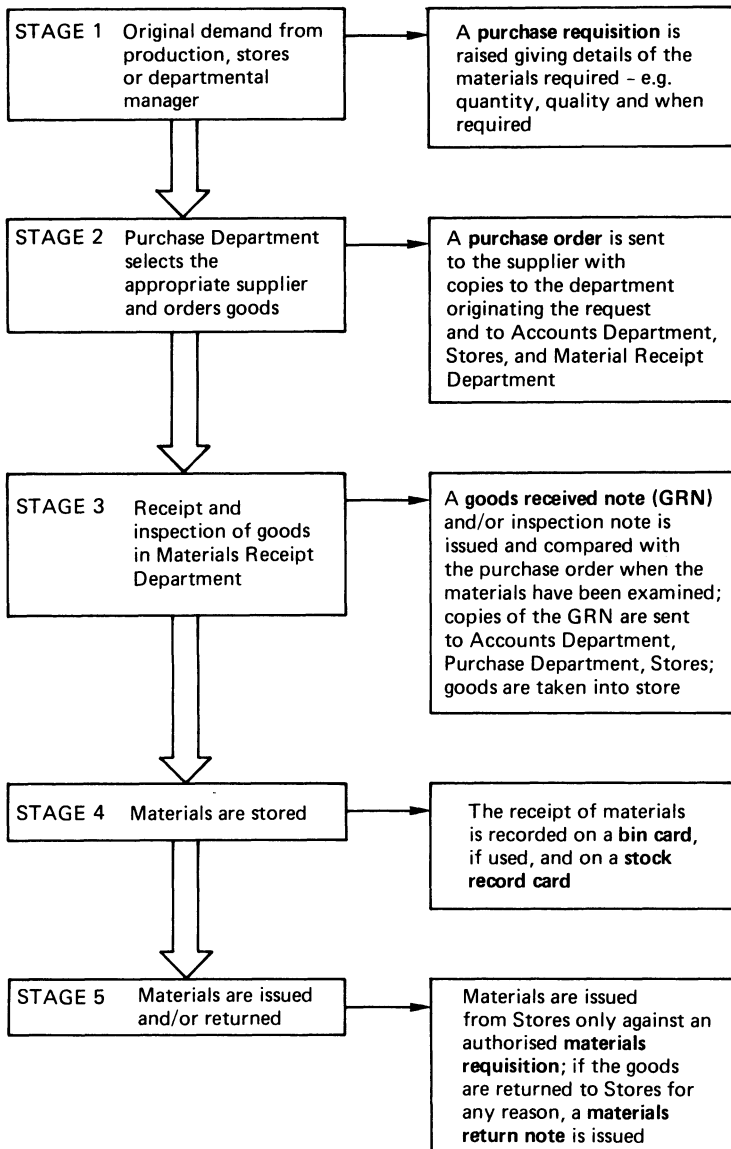 STAGE 1 Original demand from
production, stores
or departmental
manager
A purchase requisition is
raised giving details of the
materials required – e.g.
quantity, quality and when
required
STAGE 2 Purchase Department
selects the
appropriate supplier
and orders goods
A purchase order is sent
to the supplier with
copies to the department
originating the request
and to Accounts Department,
Stores, and Material Receipt
Department
STAGE 3 Receipt and
inspection of goods
in Materials Receipt
Department
A goods received note (GRN)
and/or inspection note is
issued and compared with
the purchase order when the
materials have been examined;
copies of the GRN are sent
to Accounts Department,
Purchase Department, Stores;
goods are taken into store
STAGE 4 Materials are stored
The receipt of materials
is recorded on a bin card,
if used, and on a stock
record card
STAGE 5 Materials are issued
and/or returned
Materials are issued
from Stores only against an
authorised materials
requisition; if the goods
are returned to Stores for
any reason, a materials
return note is issued